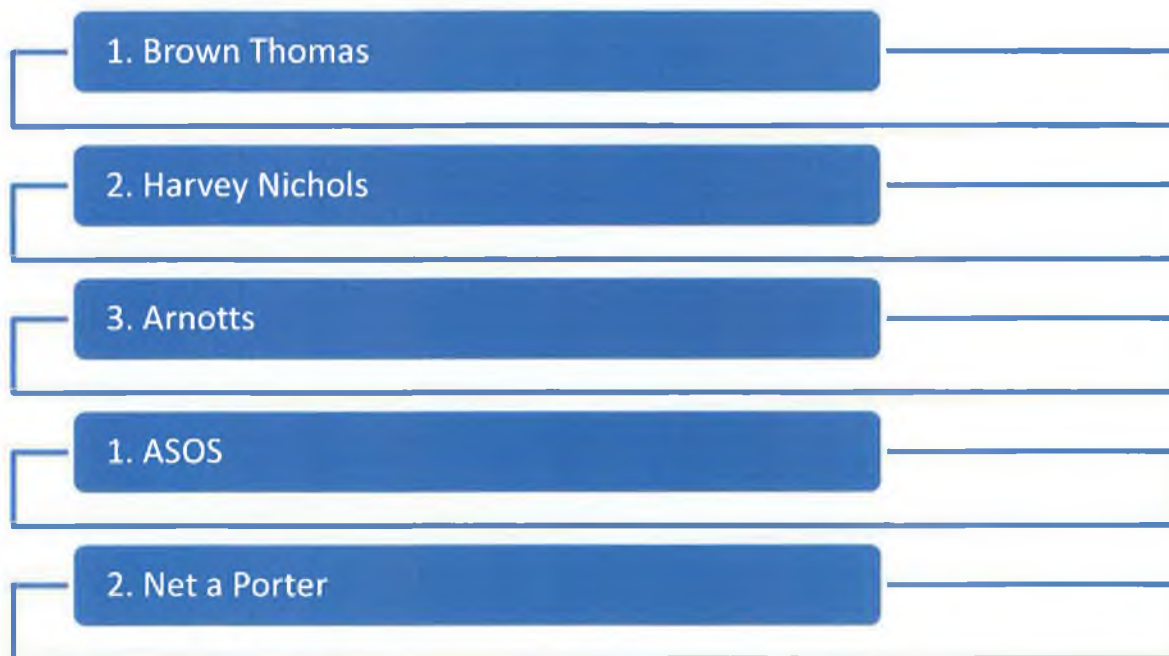 1. Brown Thomas
2. Harvey Nichols
3. Arnotts
1. ASOS
2. Net a Porter